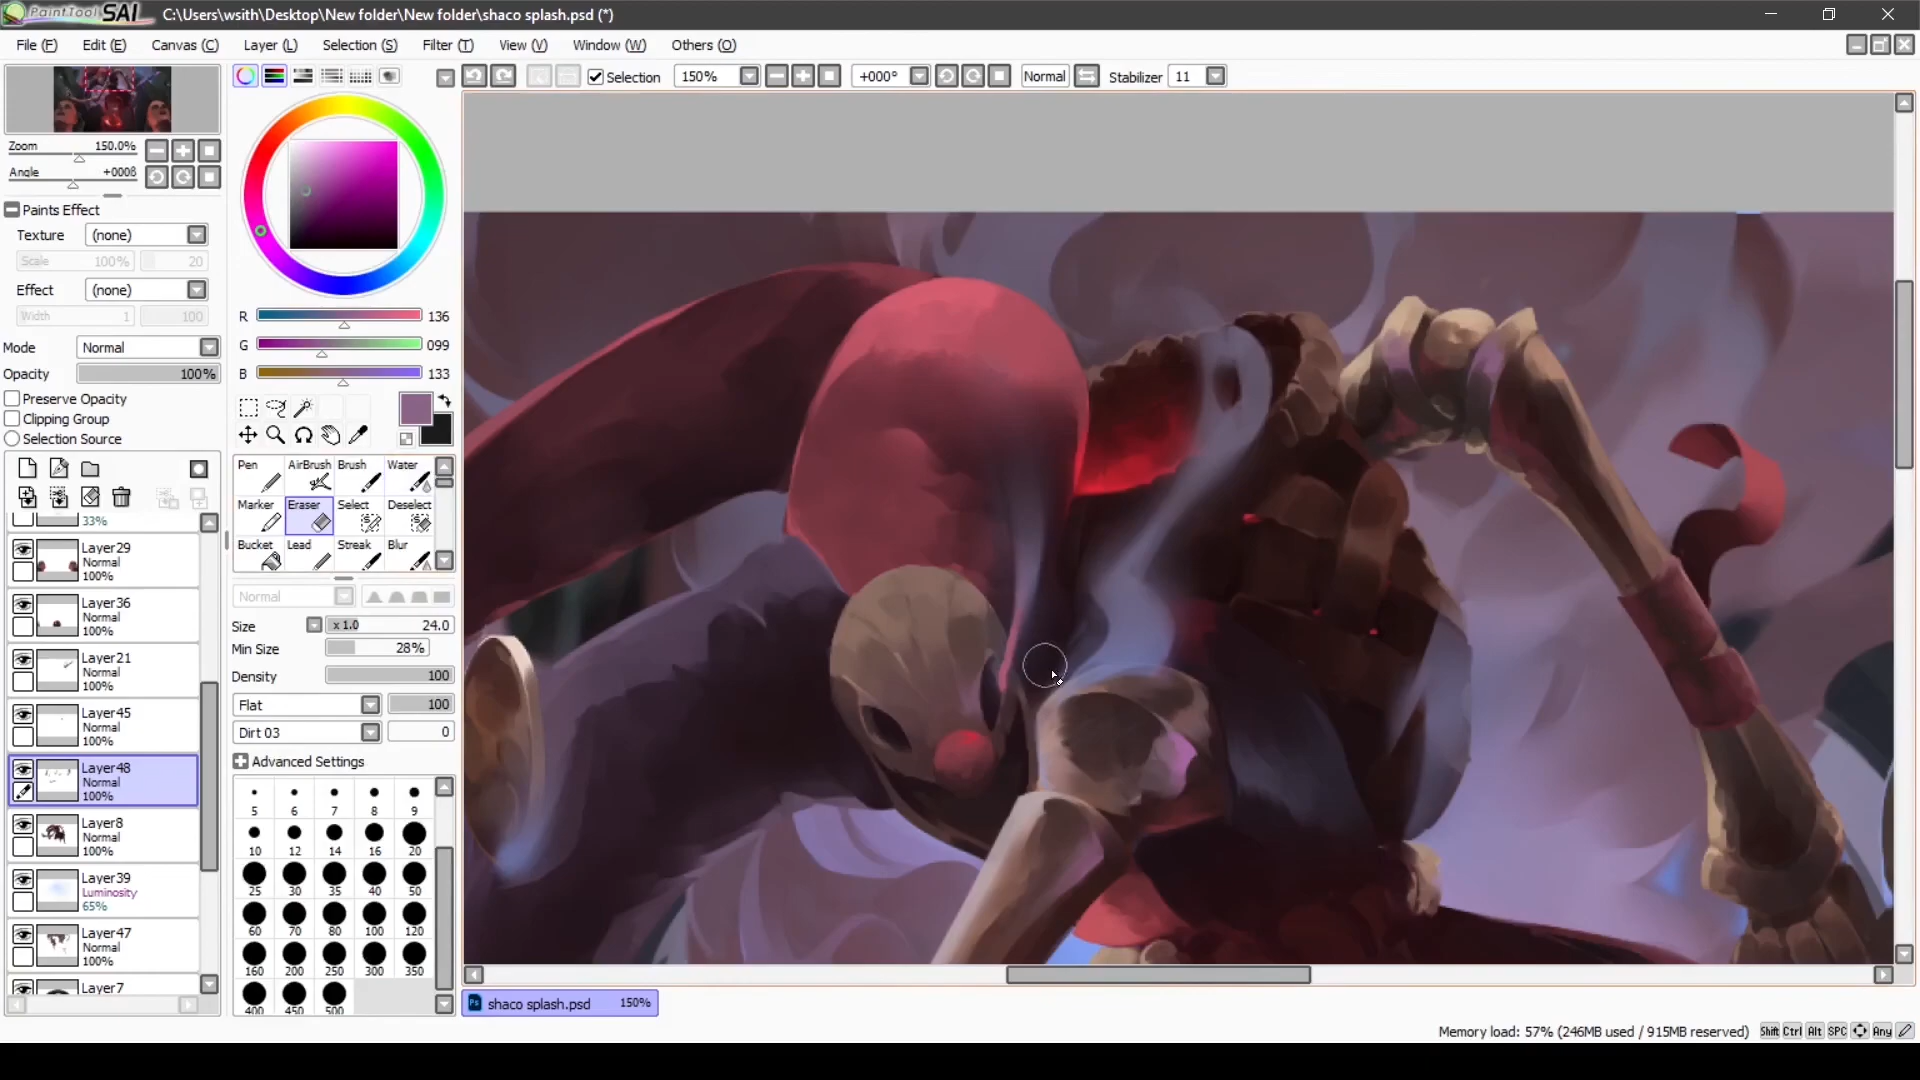 PaintTool SAI C:\Users\wsith\Desktop\New folder\New folder\shaco splash.psd (*)
File (F) Edit (E) Canvas (C) Layer (L) Selection (S) Filter (T) View (V) Window (W) Others (O)
Selection 150% +000° Normal Stabilizer 11
Zoom 150.0%
Angle +000δ
Paints Effect
Texture (none)
Scale 100% 20
Effect (none)
Width 1 100
Mode Normal
Opacity 100%
Preserve Opacity
Clipping Group
Selection Source
33%
Layer29
Normal
100%
Layer36
Normal
100%
Layer21
Normal
100%
Layer45
Normal
100%
Layer48
Normal
100%
Layer8
Normal
100%
Layer39
Luminosity
65%
Layer47
Normal
100%
Layer7
R 136
G 099
B 133
Pen AirBrush Brush Water
Marker Eraser Select Deselect
Bucket Lead Streak Blur
Normal
Size x 1.0 24.0
Min Size 28%
Density 100
Flat 100
Dirt 03 0
Advanced Settings
5 6 7 8 9
10 12 14 16 20
25 30 35 40 50
60 70 80 100 120
160 200 250 300 350
400 450 500
shaco splash.psd 150%
Memory load: 57% (246MB used / 915MB reserved) Shift Ctrl Alt SPC Any